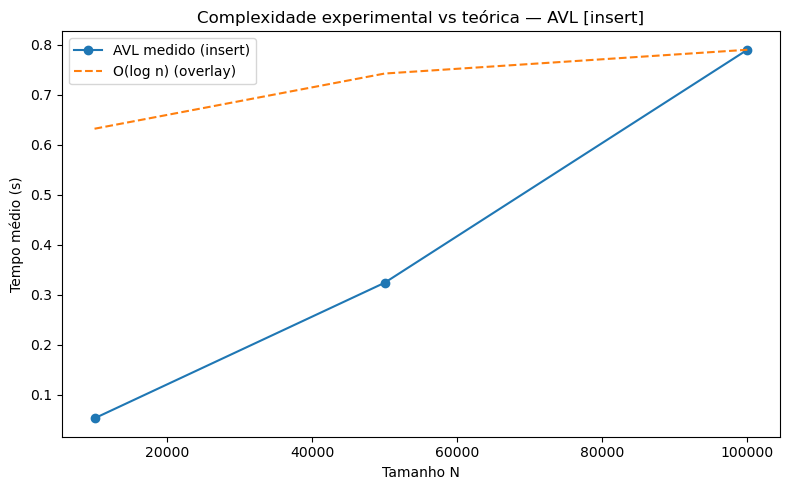 Complexidade experimental vs teórica — AVL [insert]
AVL medido (insert)
O(log n) (overlay)
Tempo médio (s)
0.8
0.7
0.6
0.5
0.4
0.3
0.2
0.1
20000
40000
60000
80000
100000
Tamanho N